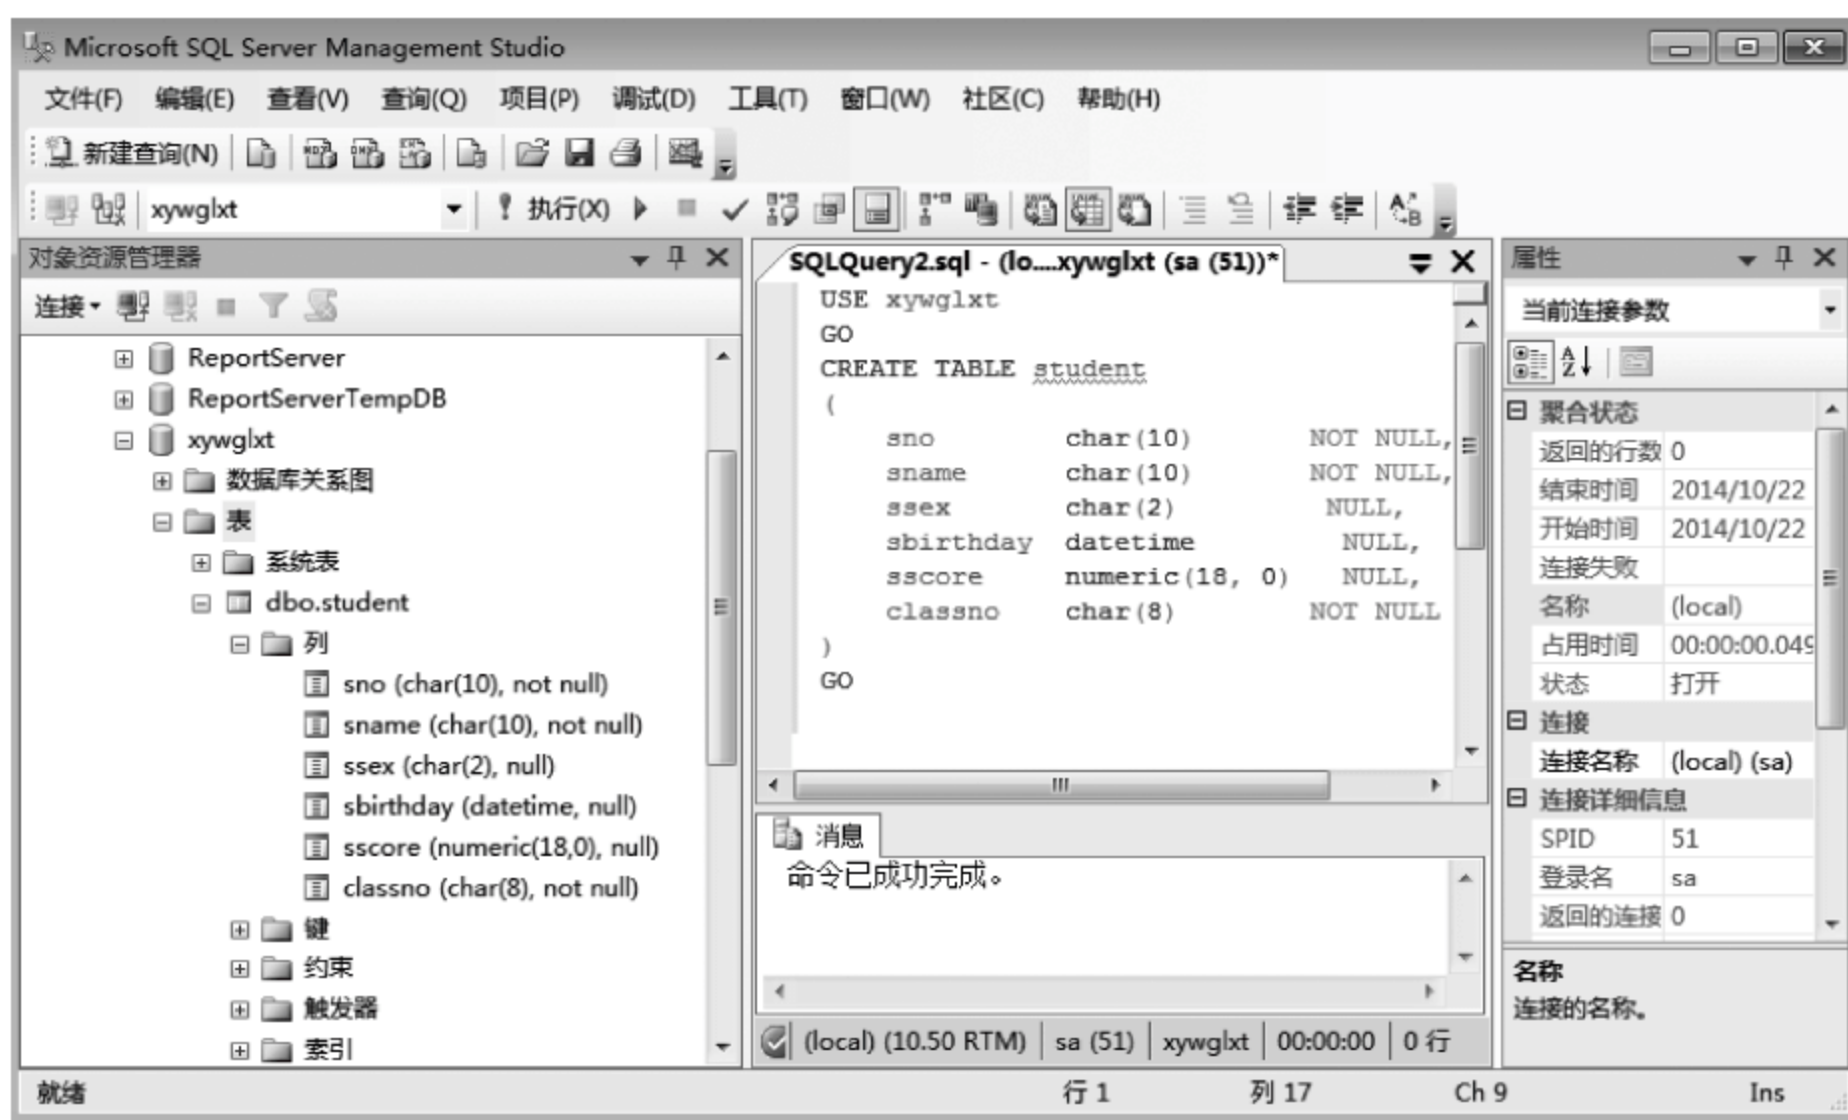 Microsoft SQL Server Management Studio
文件(F) 编辑(E) 查看(V) 查询(Q) 项目(P) 调试(D) 工具(T) 窗口(W) 社区(C) 帮助(H)
新建查询(N)
xywglxt 执行(X)
对象资源管理器
连接
ReportServer
ReportServerTempDB
xywglxt
数据库关系图
表
系统表
dbo.student
列
sno (char(10), not null)
sname (char(10), not null)
ssex (char(2), null)
sbirthday (datetime, null)
sscore (numeric(18,0), null)
classno (char(8), not null)
键
约束
触发器
索引
SQLQuery2.sql - (lo....xywglxt (sa (51))*
USE xywglxt
GO
CREATE TABLE student
(
sno char(10) NOT NULL,
sname char(10) NOT NULL,
ssex char(2) NULL,
sbirthday datetime NULL,
sscore numeric(18, 0) NULL,
classno char(8) NOT NULL
)
GO
消息
命令已成功完成。
(local) (10.50 RTM) sa (51) xywglxt 00:00:00 0 行
属性
当前连接参数
聚合状态
返回的行数 0
结束时间 2014/10/22
开始时间 2014/10/22
连接失败
名称 (local)
占用时间 00:00:00.049
状态 打开
连接
连接名称 (local) (sa)
连接详细信息
SPID 51
登录名 sa
返回的连接 0
名称
连接的名称。
就绪 行 1 列 17 Ch 9 Ins